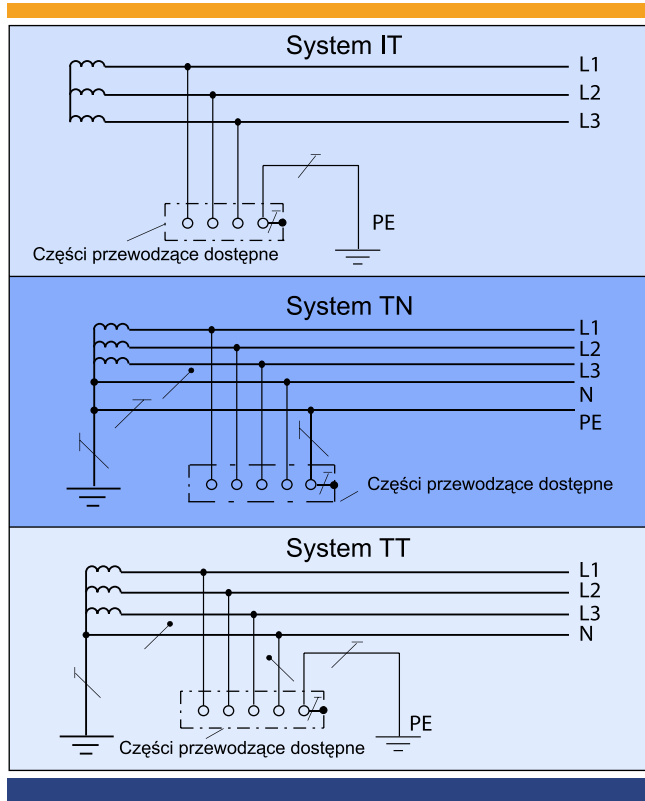 System IT
L1
L2
L3
PE
Części przewodzące dostępne
System TN
L1
L2
L3
N
PE
Części przewodzące dostępne
System TT
L1
L2
L3
N
PE
Części przewodzące dostępne